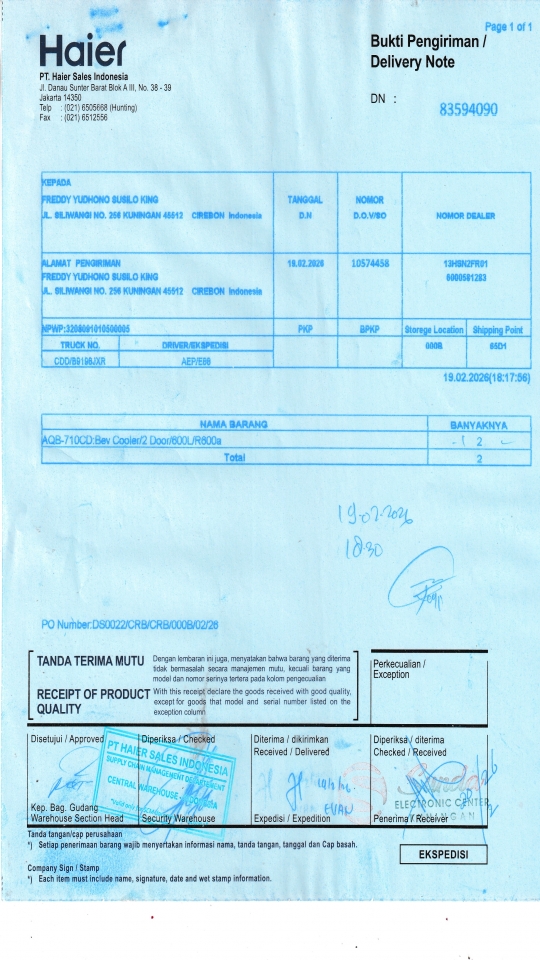 Page 1 of 1
Haier
Bukti Pengiriman /
Delivery Note
PT. Haier Sales Indonesia
Jl. Danau Sunter Barat Blok A III, No. 38 - 39
Jakarta 14350
Telp : (021) 6505668 (Hunting)
Fax : (021) 6512556
DN : 83594090
KEPADA
FREDDY YUDHONO SUSILO KING
JL. SILIWANGI NO. 256 KUNINGAN 45512 CIREBON Indonesia
TANGGAL
D.N
NOMOR
D.O.V/SO
NOMOR DEALER
ALAMAT PENGIRIMAN
FREDDY YUDHONO SUSILO KING
JL. SILIWANGI NO. 256 KUNINGAN 45512 CIREBON Indonesia
19.02.2026
10574458
13HSN2FR01
NPWP:3208091010500005
PKP
BPKP
Storege Location
Shipping Point
TRUCK NO.
DRIVER/EKSPEDISI
000B
65D1
CDD/B9196JXR
AEP/E66
19.02.2026(18:17:56)
NAMA BARANG
BANYAKNYA
AQB-710CD:Bev Cooler/2 Door/600L/R600a
2
Total
2
19-02-2026
18:30
PO Number:DS0022/CRB/CRB/000B/02/26
TANDA TERIMA MUTU
Dengan lembaran ini juga, menyatakan bahwa barang yang diterima
tidak bermasalah secara manajemen mutu, kecuali barang yang
model dan nomor serinya tertera pada kolom pengecualian
RECEIPT OF PRODUCT
QUALITY
With this receipt declare the goods received with good quality,
except for goods that model and serial number listed on the
exception column
Perkecualian /
Exception
Disetujui / Approved
Diperiksa / Checked
Diterima / dikirimkan
Received / Delivered
Diperiksa / diterima
Checked / Received
PT HAIER SALES INDONESIA
SUPPLY CHAIN MANAGEMENT DEPARTEMENT
CENTRAL WAREHOUSE
EVAN
ELECTRONIC CENTER
Kep. Bag. Gudang
Warehouse Section Head
Security Warehouse
Expedisi / Expedition
Penerima / Receiver
Tanda tangan/cap perusahaan
*) Setiap penerimaan barang wajib menyertakan informasi nama, tanda tangan, tanggal dan Cap basah.
EKSPEDISI
Company Sign / Stamp
*) Each item must include name, signature, date and wet stamp information.